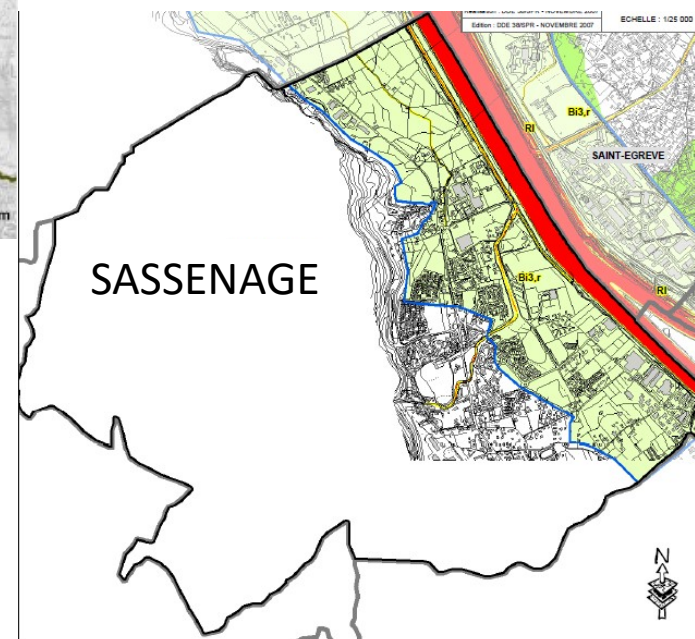 Edition : DDE 38/SPR - NOVEMBRE 2007
ECHELLE : 1/25 000
Bi3,r
RI
SAINT-EGREVE
m
SASSENAGE
Bi3,r
RI
N